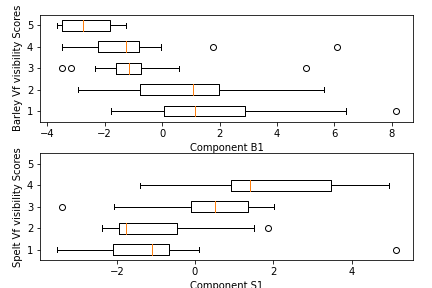 Barley Vf visibility Scores
5
4
3
2
1
−4 −2 0 2 4 6 8
Component B1
Spelt Vf visibility Scores
5
4
3
2
1
−2 0 2 4
Component S1